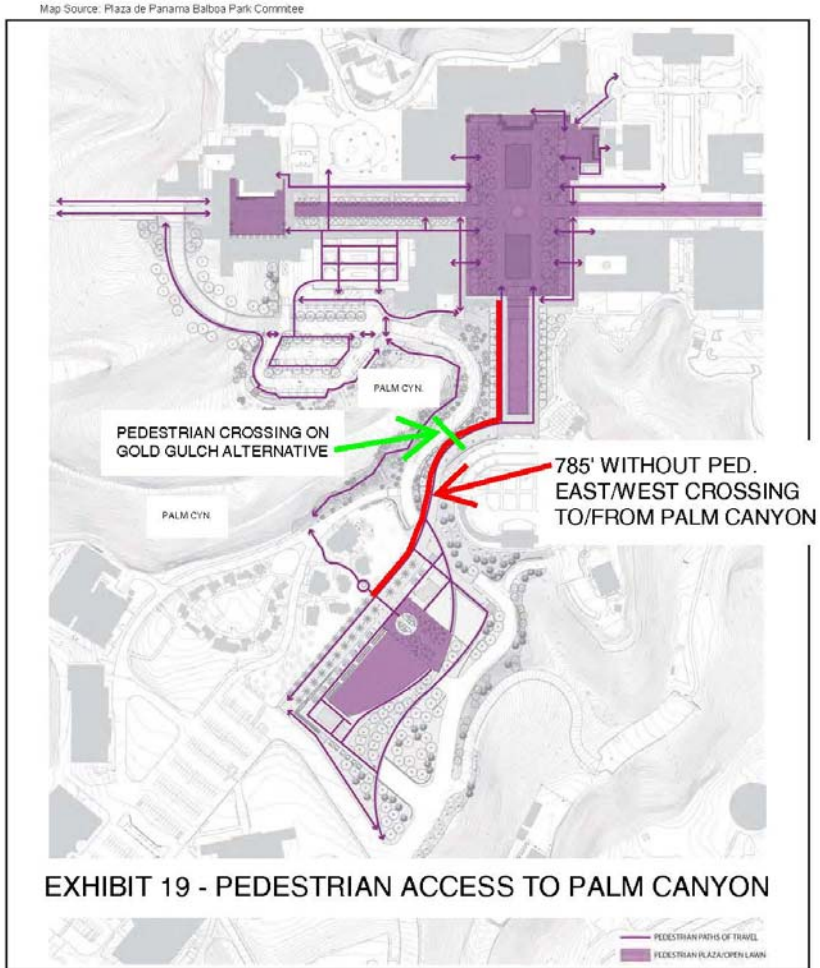 Map Source: Plaza de Panama Balboa Park Commitee
PALM CYN.
PEDESTRIAN CROSSING ON
GOLD GULCH ALTERNATIVE
785' WITHOUT PED.
EAST/WEST CROSSING
TO/FROM PALM CANYON
PALM CYN.
EXHIBIT 19 - PEDESTRIAN ACCESS TO PALM CANYON
PEDESTRIAN PATHS OF TRAVEL
PEDESTRIAN PLAZA/OPEN LAWN